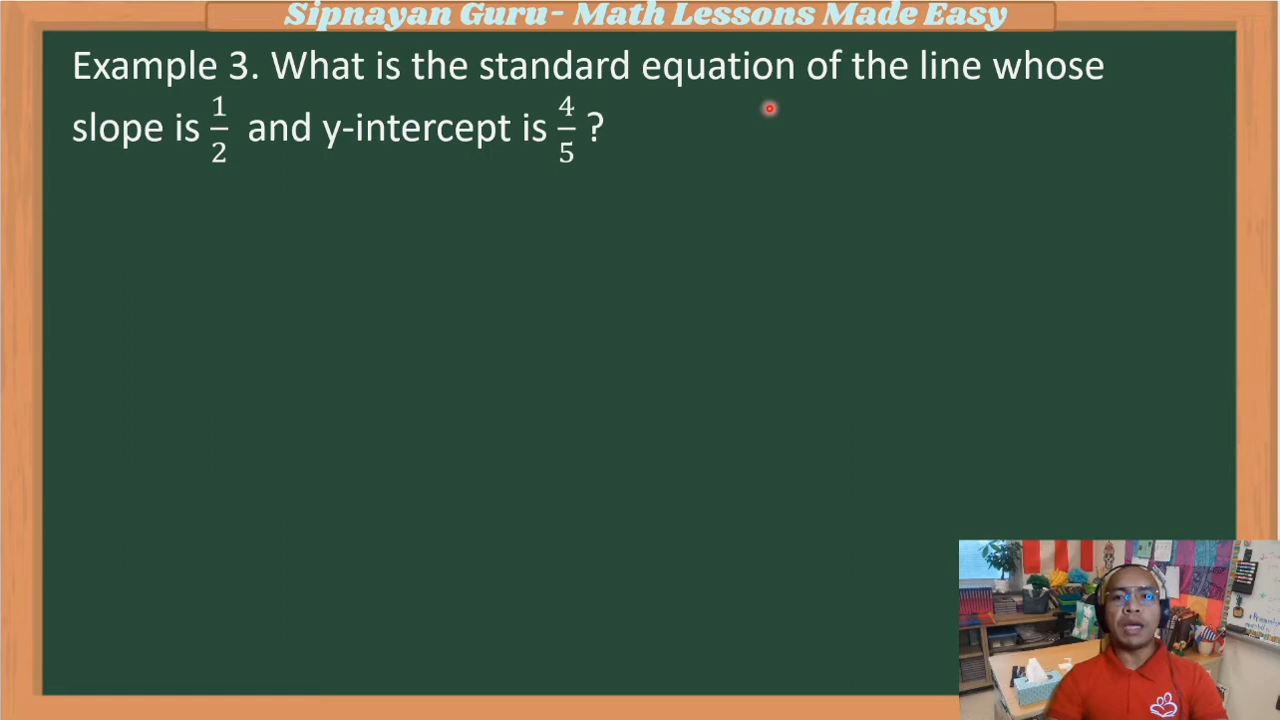 Sipnayan Guru- Math Lessons Made Easy
Example 3. What is the standard equation of the line whose
slope is 1/2 and y-intercept is 4/5 ?